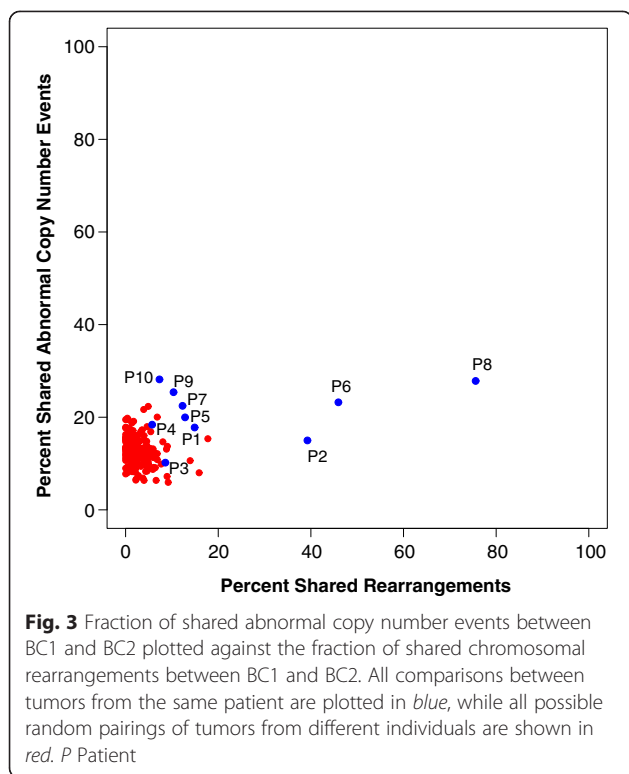 100
80
60
40
20
0
Percent Shared Abnormal Copy Number Events
P10
P9
P7
P5
P4
P1
P3
P6
P2
P8
0
20
40
60
80
100
Percent Shared Rearrangements
Fig. 3 Fraction of shared abnormal copy number events between
BC1 and BC2 plotted against the fraction of shared chromosomal
rearrangements between BC1 and BC2. All comparisons between
tumors from the same patient are plotted in blue, while all possible
random pairings of tumors from different individuals are shown in
red. P Patient